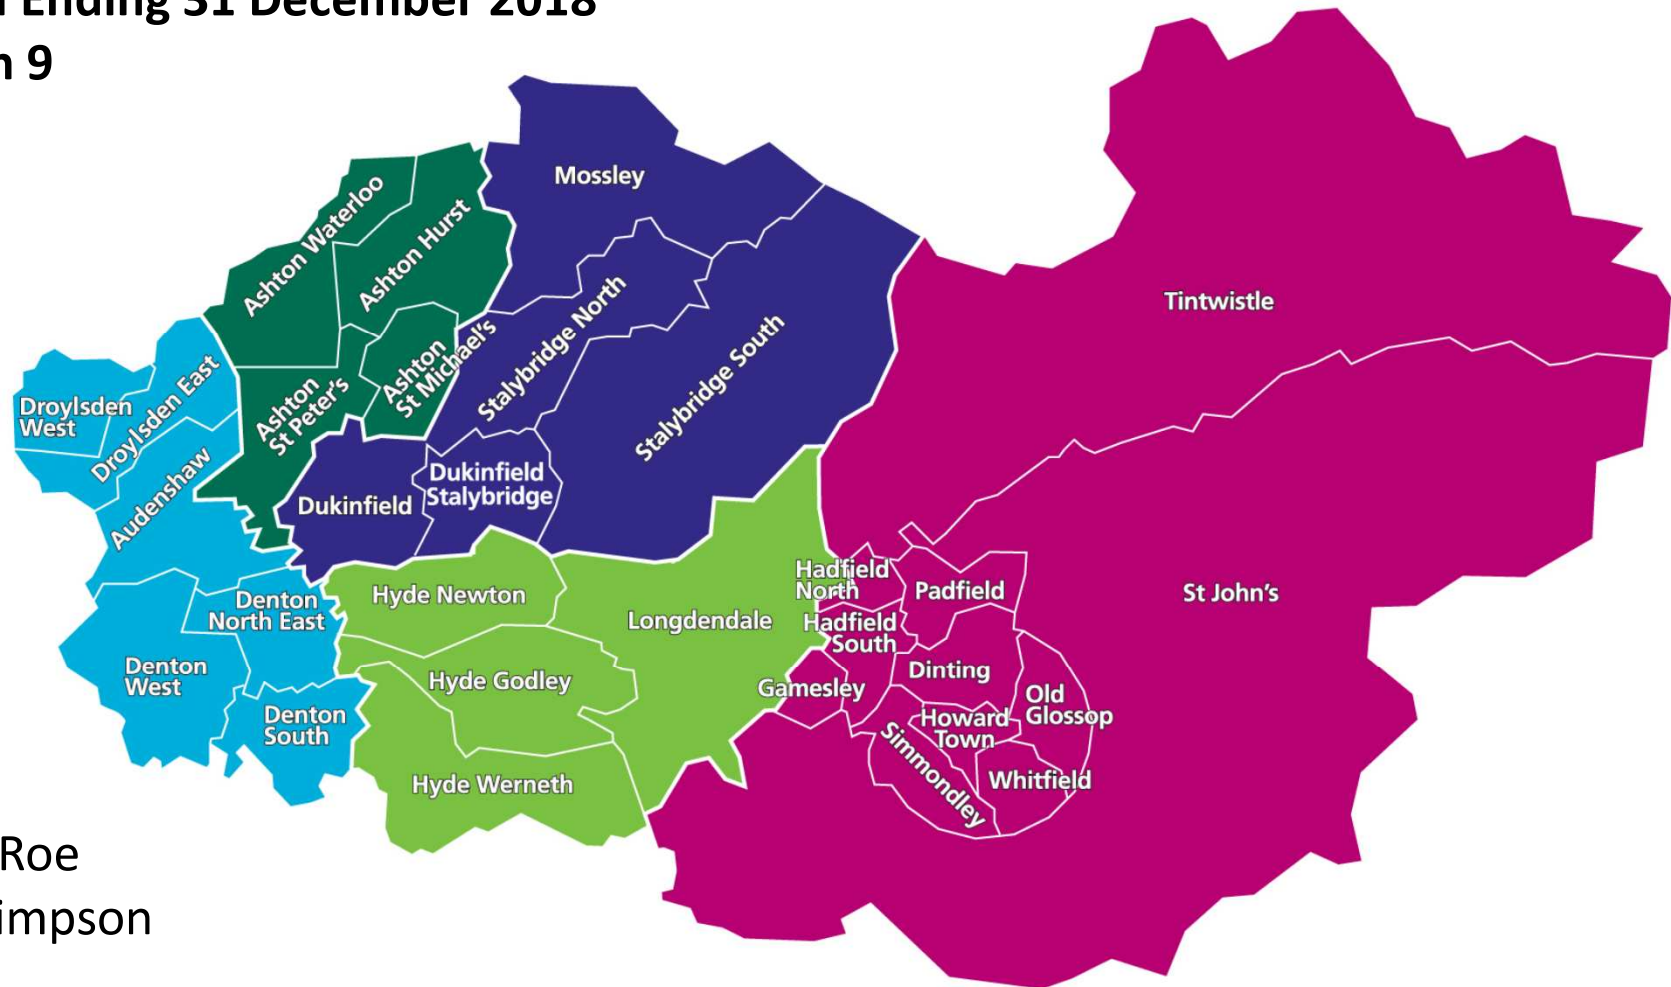 Ending 31 December 2018
9
Mossley
Ashton Waterloo
Ashton Hurst
Tintwistle
Stalybridge North
Ashton
St Michael's
Stalybridge South
Droylsden
West
Droylsden East
Ashton
St Peter's
Audenshaw
Dukinfield
Dukinfield
Stalybridge
Hyde Newton
Hadfield
North
Padfield
St John's
Denton
North East
Longdendale
Hadfield
South
Denton
West
Hyde Godley
Gamesley
Dinting
Old
Glossop
Denton
South
Howard
Town
Simmondley
Whitfield
Hyde Werneth
Roe
impson